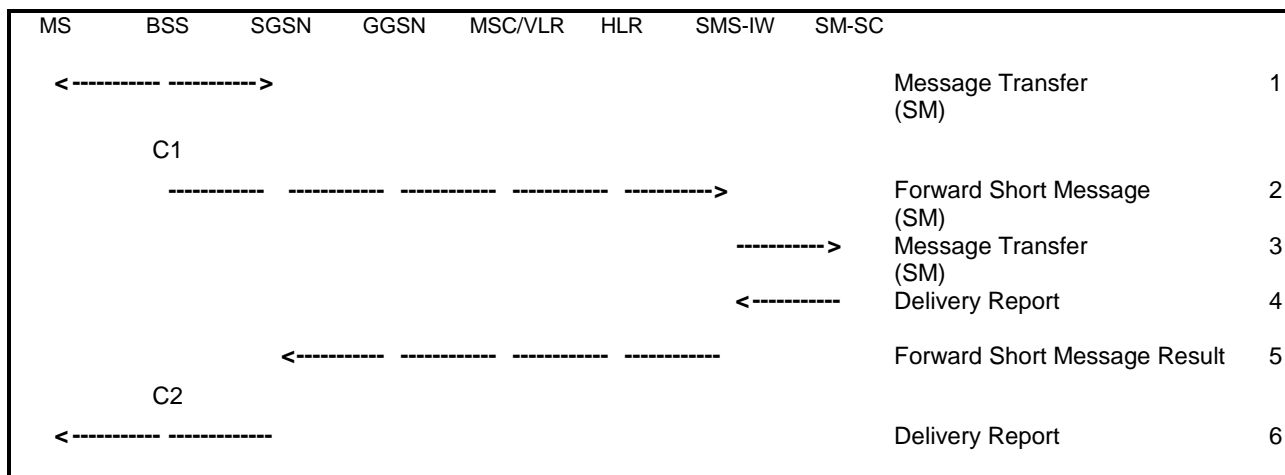 MS BSS SGSN GGSN MSC/VLR HLR SMS-IW SM-SC
<----------- -----------> Message Transfer 1
(SM)
C1
------------ ------------ ------------ ------------ ----------->  Forward Short Message 2
(SM)
-----------> Message Transfer 3
(SM)
<----------- Delivery Report 4
<----------- ------------ ------------ ------------ Forward Short Message Result 5
C2
<----------- ------------- Delivery Report 6